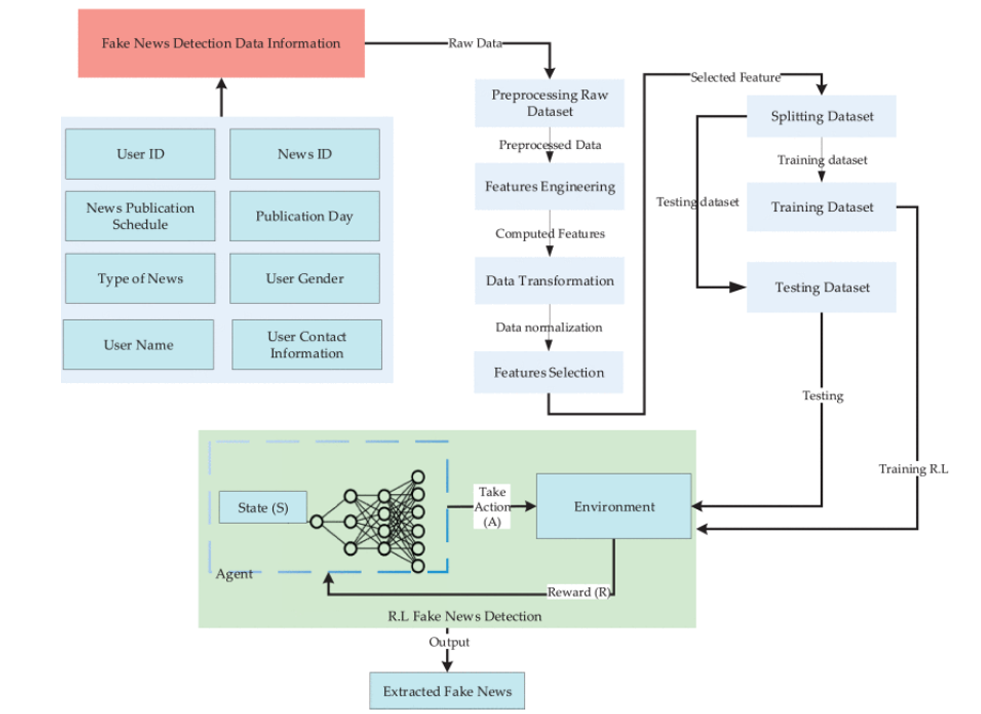 Fake News Detection Data Information
Raw Data
User ID
News ID
News Publication
Schedule
Publication Day
Type of News
User Gender
User Name
User Contact
Information
Preprocessing Raw
Dataset
Preprocessed Data
Features Engineering
Computed Features
Data Transformation
Data normalization
Features Selection
Selected Feature
Splitting Dataset
Training dataset
Testing dataset
Training Dataset
Testing Dataset
Testing
Training R.L
State (S)
Agent
Take
Action
(A)
Environment
Reward (R)
R.L Fake News Detection
Output
Extracted Fake News